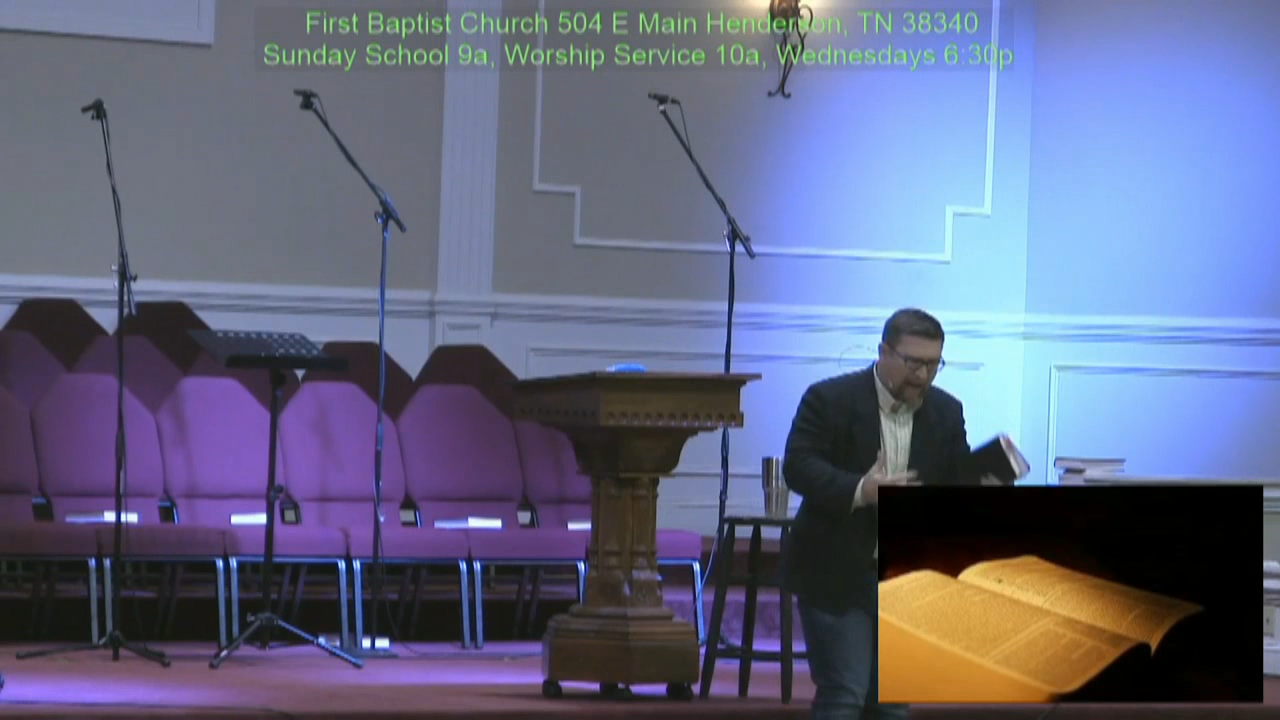 First Baptist Church 504 E Main Henderson, TN 38340
Sunday School 9a, Worship Service 10a, Wednesdays 6:30p